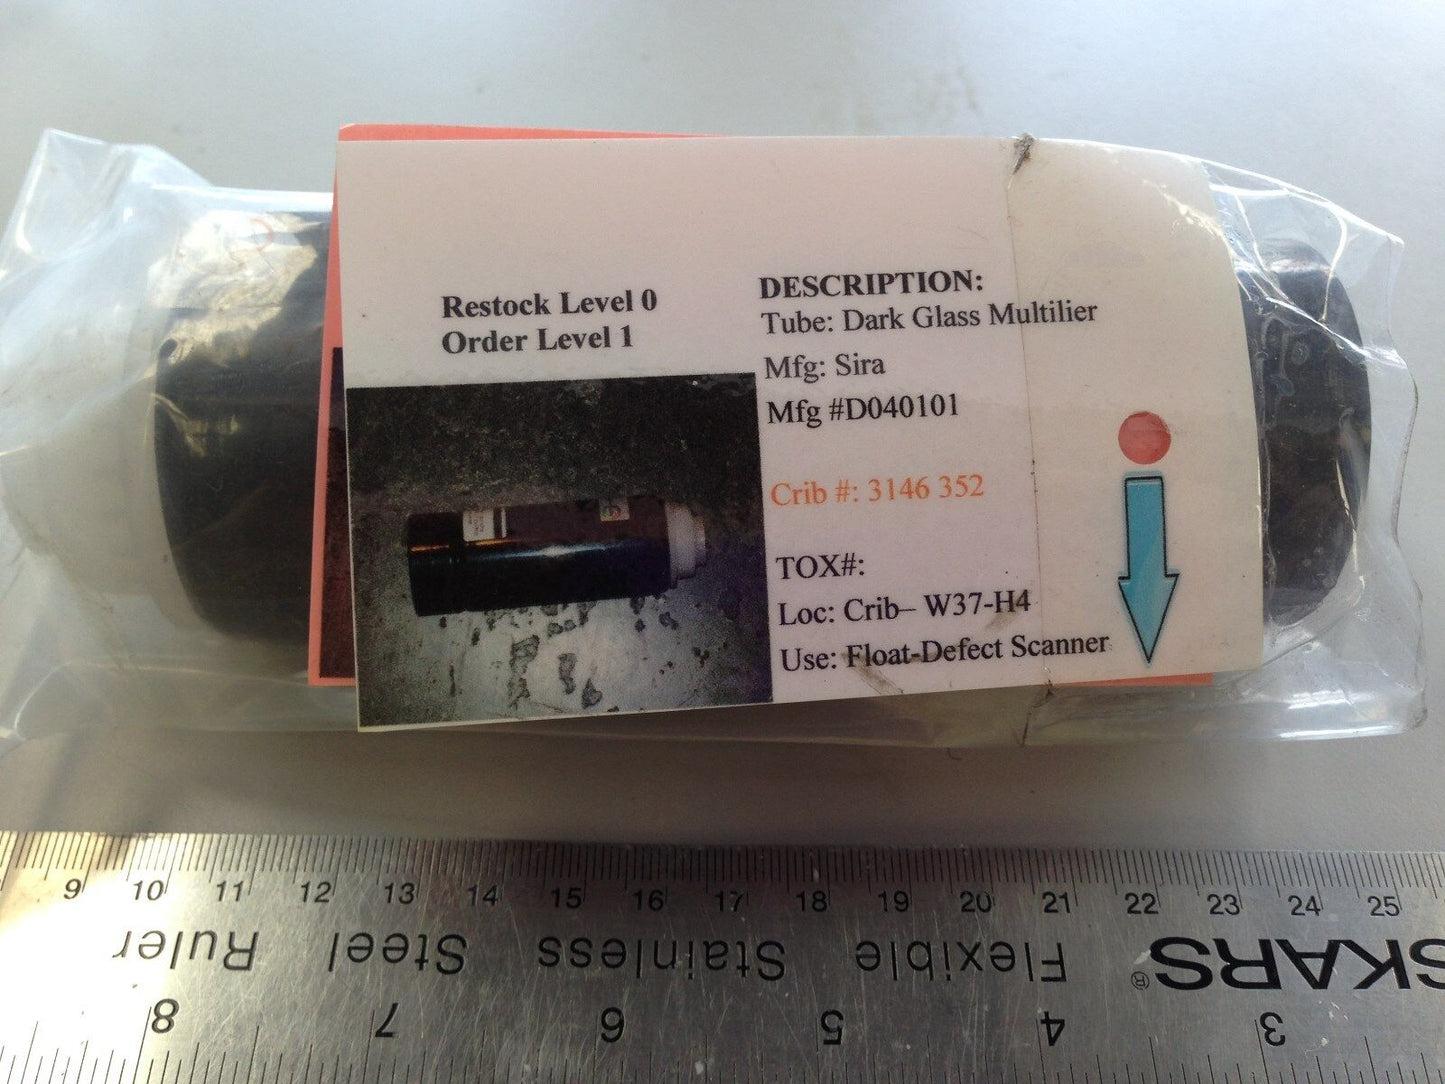 Restock Level 0
Order Level 1
DESCRIPTION:
Tube: Dark Glass Multilier
Mfg: Sira
Mfg #D040101
Crib #: 3146 352
TOX#:
Loc: Crib– W37-H4
Use: Float-Defect Scanner
9 10 11 12 13 14 15 16 17 18 19 20 21 22 23 24 25
SKARS® Flexible Stainless Steel Ruler
3 4 5 6 7 8